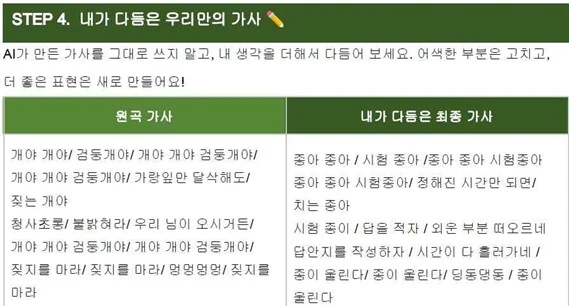 STEP 4. 내가 다듬은 우리만의 가사 ✏️
AI가 만든 가사를 그대로 쓰지 말고, 내 생각을 더해서 다듬어 보세요. 어색한 부분은 고치고,
더 좋은 표현은 새로 만들어요!
원곡 가사
개야 개야/ 검둥개야/ 개야 개야 검둥개야/
개야 개야 검둥개야/ 가랑잎만 달삭해도/
짖는 개야
청사초롱/ 불밝혀라/ 우리 님이 오시거든/
개야 개야 검둥개야/ 개야 개야 검둥개야/
짖지를 마라/ 짖지를 마라/ 멍멍멍멍/ 짖지를
마라
내가 다듬은 최종 가사
종아 종아 / 시험 종아 /종아 종아 시험종아
종아 종아 시험종아/ 정해진 시간만 되면/
치는 종아
시험 종이 / 답을 적자 / 외운 부분 떠오르네
답안지를 작성하자 / 시간이 다 흘러가네 /
종이 울린다/ 종이 울린다/ 딩동댕동 / 종이
울린다